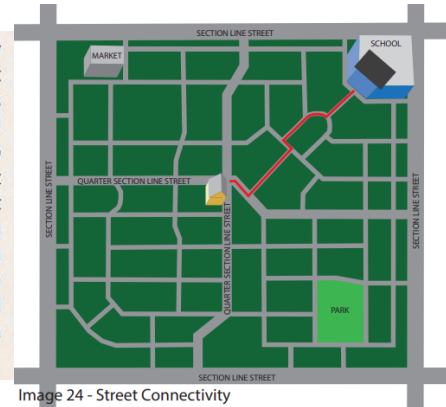 SECTION LINE STREET
SCHOOL
MARKET
QUARTER SECTION LINE STREET
SECTION LINE STREET
SECTION LINE STREET
QUARTER SECTION LINE STREET
PARK
SECTION LINE STREET
Image 24 - Street Connectivity